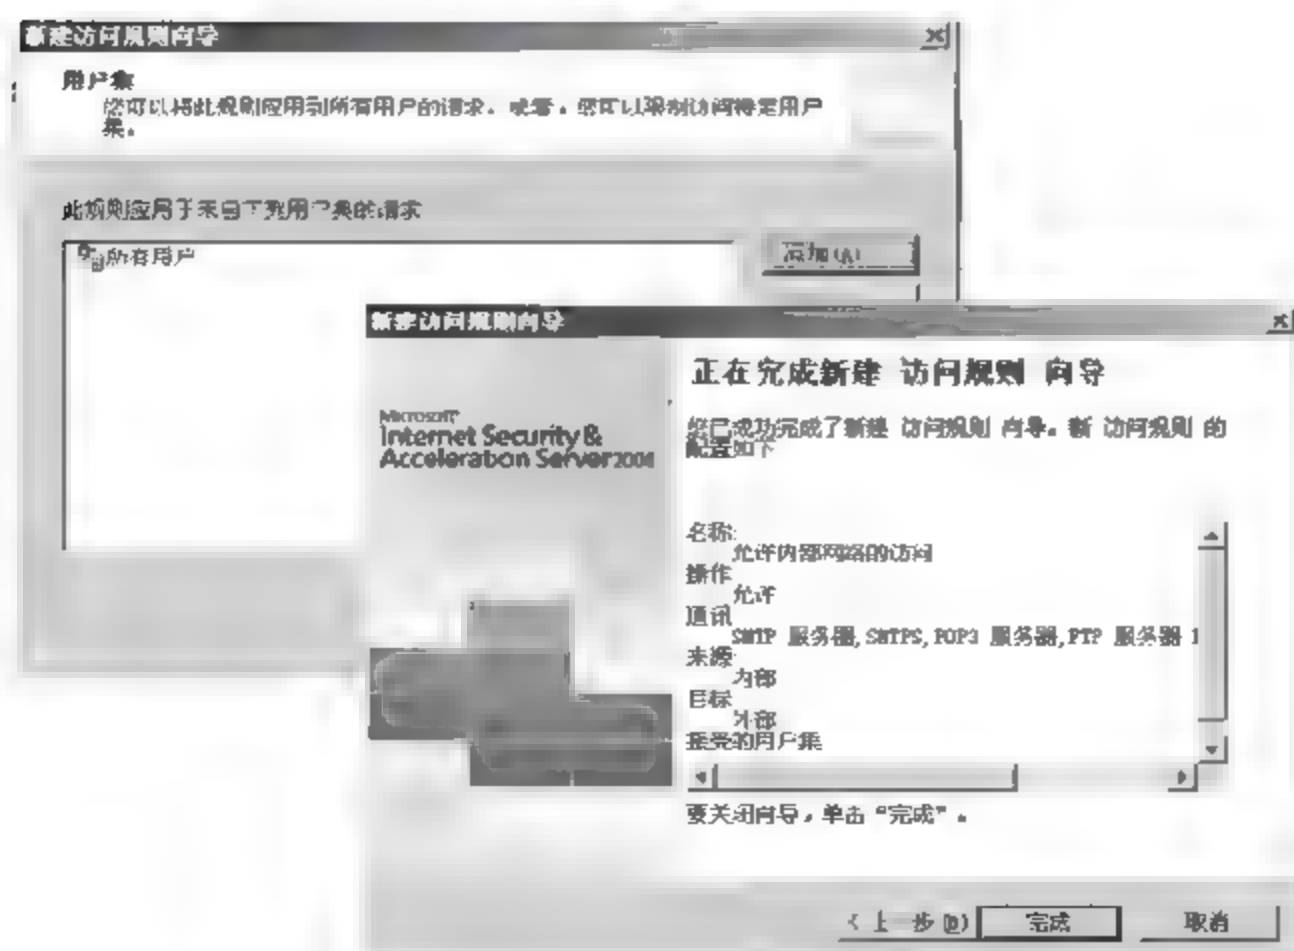 新建访问规则向导
用户集
您可以将此规则应用到所有用户的请求。或者,您可以限制访问特定用户
集。
此规则应用于来自下列用户集的请求
所有用户
添加(A)
新建访问规则向导
正在完成新建 访问规则 向导
Microsoft
Internet Security &
Acceleration Server 2004
您已成功完成了新建 访问规则 向导。新 访问规则 的
配置如下
名称:
允许内部网络的访问
操作
允许
通讯
SMTP 服务器,SMTPS,POP3 服务器,FTP 服务器
来源:
内部
目标
外部
接受的用户集
要关闭向导,单击“完成”。
< 上一步(B)
完成
取消